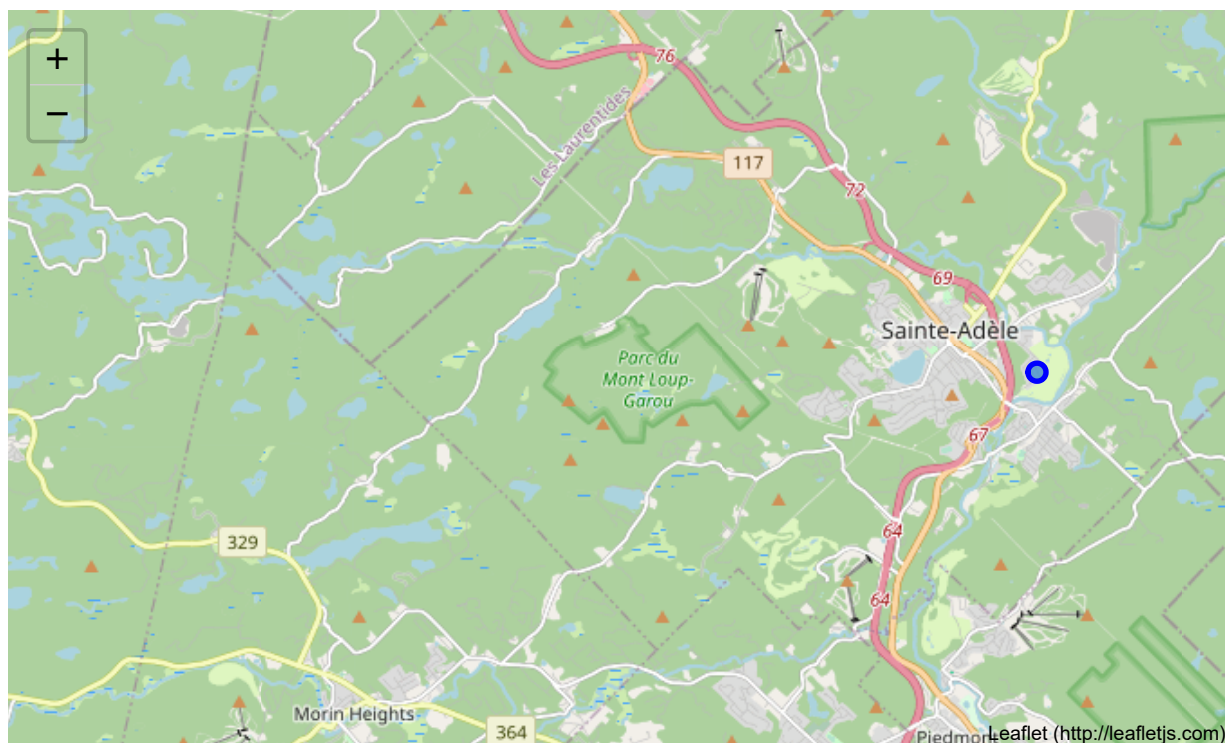 +
−
76
Les Laurentides
117
72
69
Sainte-Adèle
Parc du
Mont Loup-
Garou
67
329
64
64
Morin Heights
364
Piedmont
Leaflet (http://leafletjs.com)